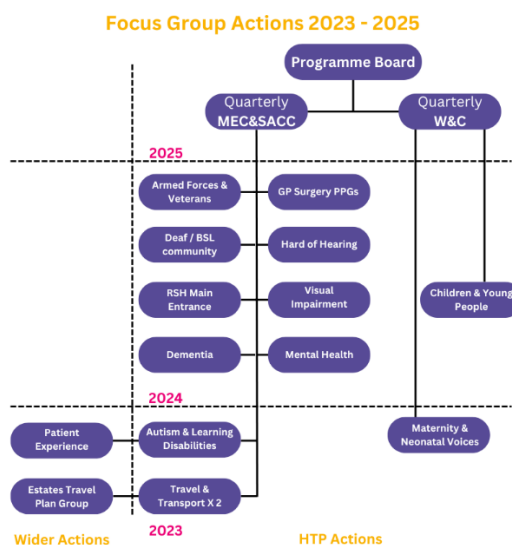 Focus Group Actions 2023 - 2025
Programme Board
Quarterly
MEC&SACC
Quarterly
W&C
2025
Armed Forces &
Veterans
GP Surgery PPGs
Deaf / BSL
community
Hard of Hearing
RSH Main
Entrance
Visual
Impairment
Children & Young
People
Dementia
Mental Health
2024
Patient
Experience
Autism & Learning
Disabilities
Maternity &
Neonatal Voices
Estates Travel
Plan Group
Travel &
Transport X 2
2023
Wider Actions
HTP Actions